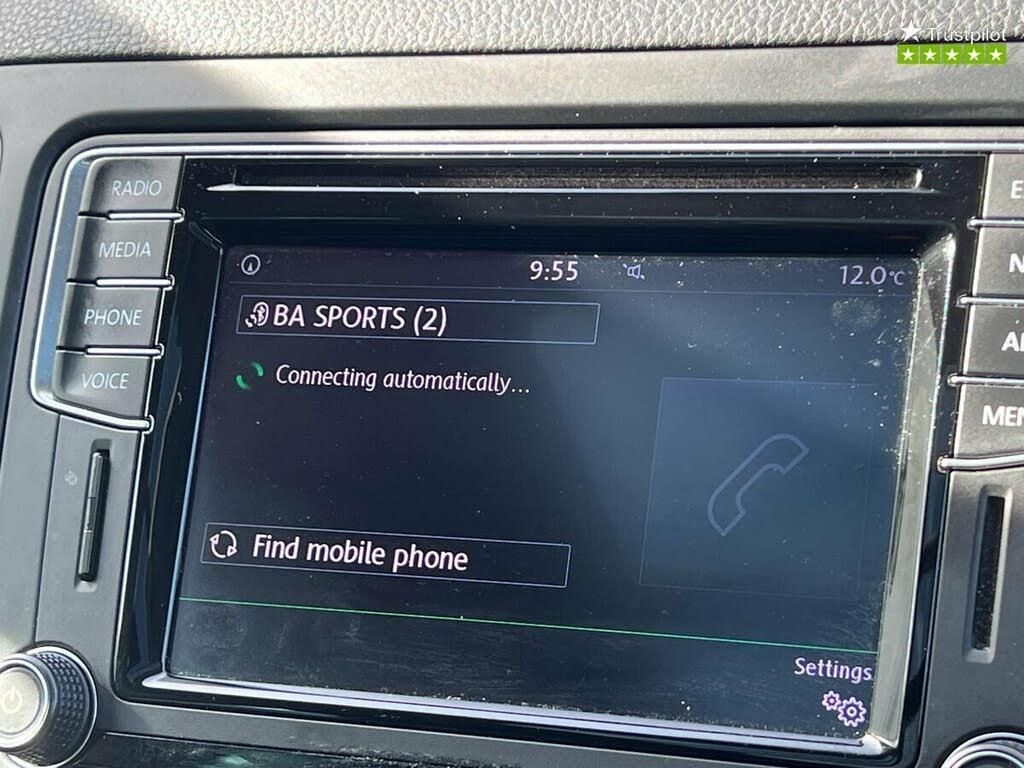 Trustpilot
RADIO
MEDIA
PHONE
VOICE
9:55
12.0°C
BA SPORTS (2)
Connecting automatically...
Find mobile phone
Settings